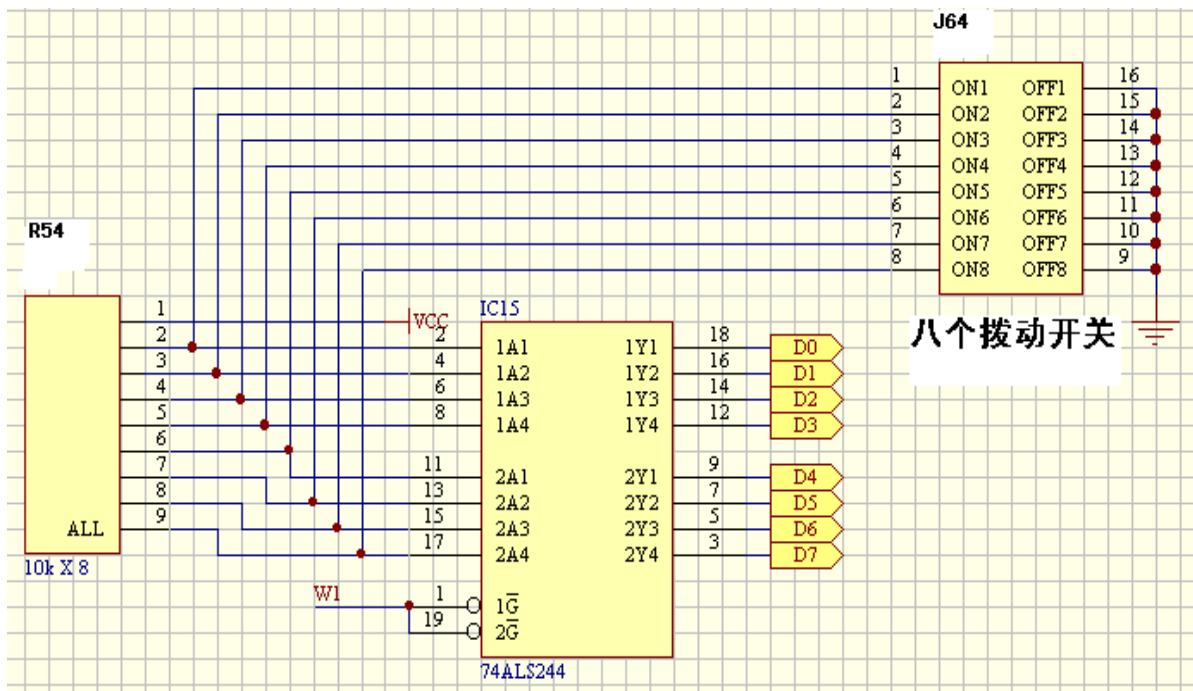 J64
1 ON1 OFF1 16
2 ON2 OFF2 15
3 ON3 OFF3 14
4 ON4 OFF4 13
5 ON5 OFF5 12
6 ON6 OFF6 11
7 ON7 OFF7 10
8 ON8 OFF8 9
八个拨动开关
R54
1
2
3
4
5
6
7
8
9
ALL
10k X 8
VCC
IC15
2 1A1 1Y1 18 D0
4 1A2 1Y2 16 D1
6 1A3 1Y3 14 D2
8 1A4 1Y4 12 D3
11 2A1 2Y1 9 D4
13 2A2 2Y2 7 D5
15 2A3 2Y3 5 D6
17 2A4 2Y4 3 D7
W1
1 1G̅
19 2G̅
74ALS244